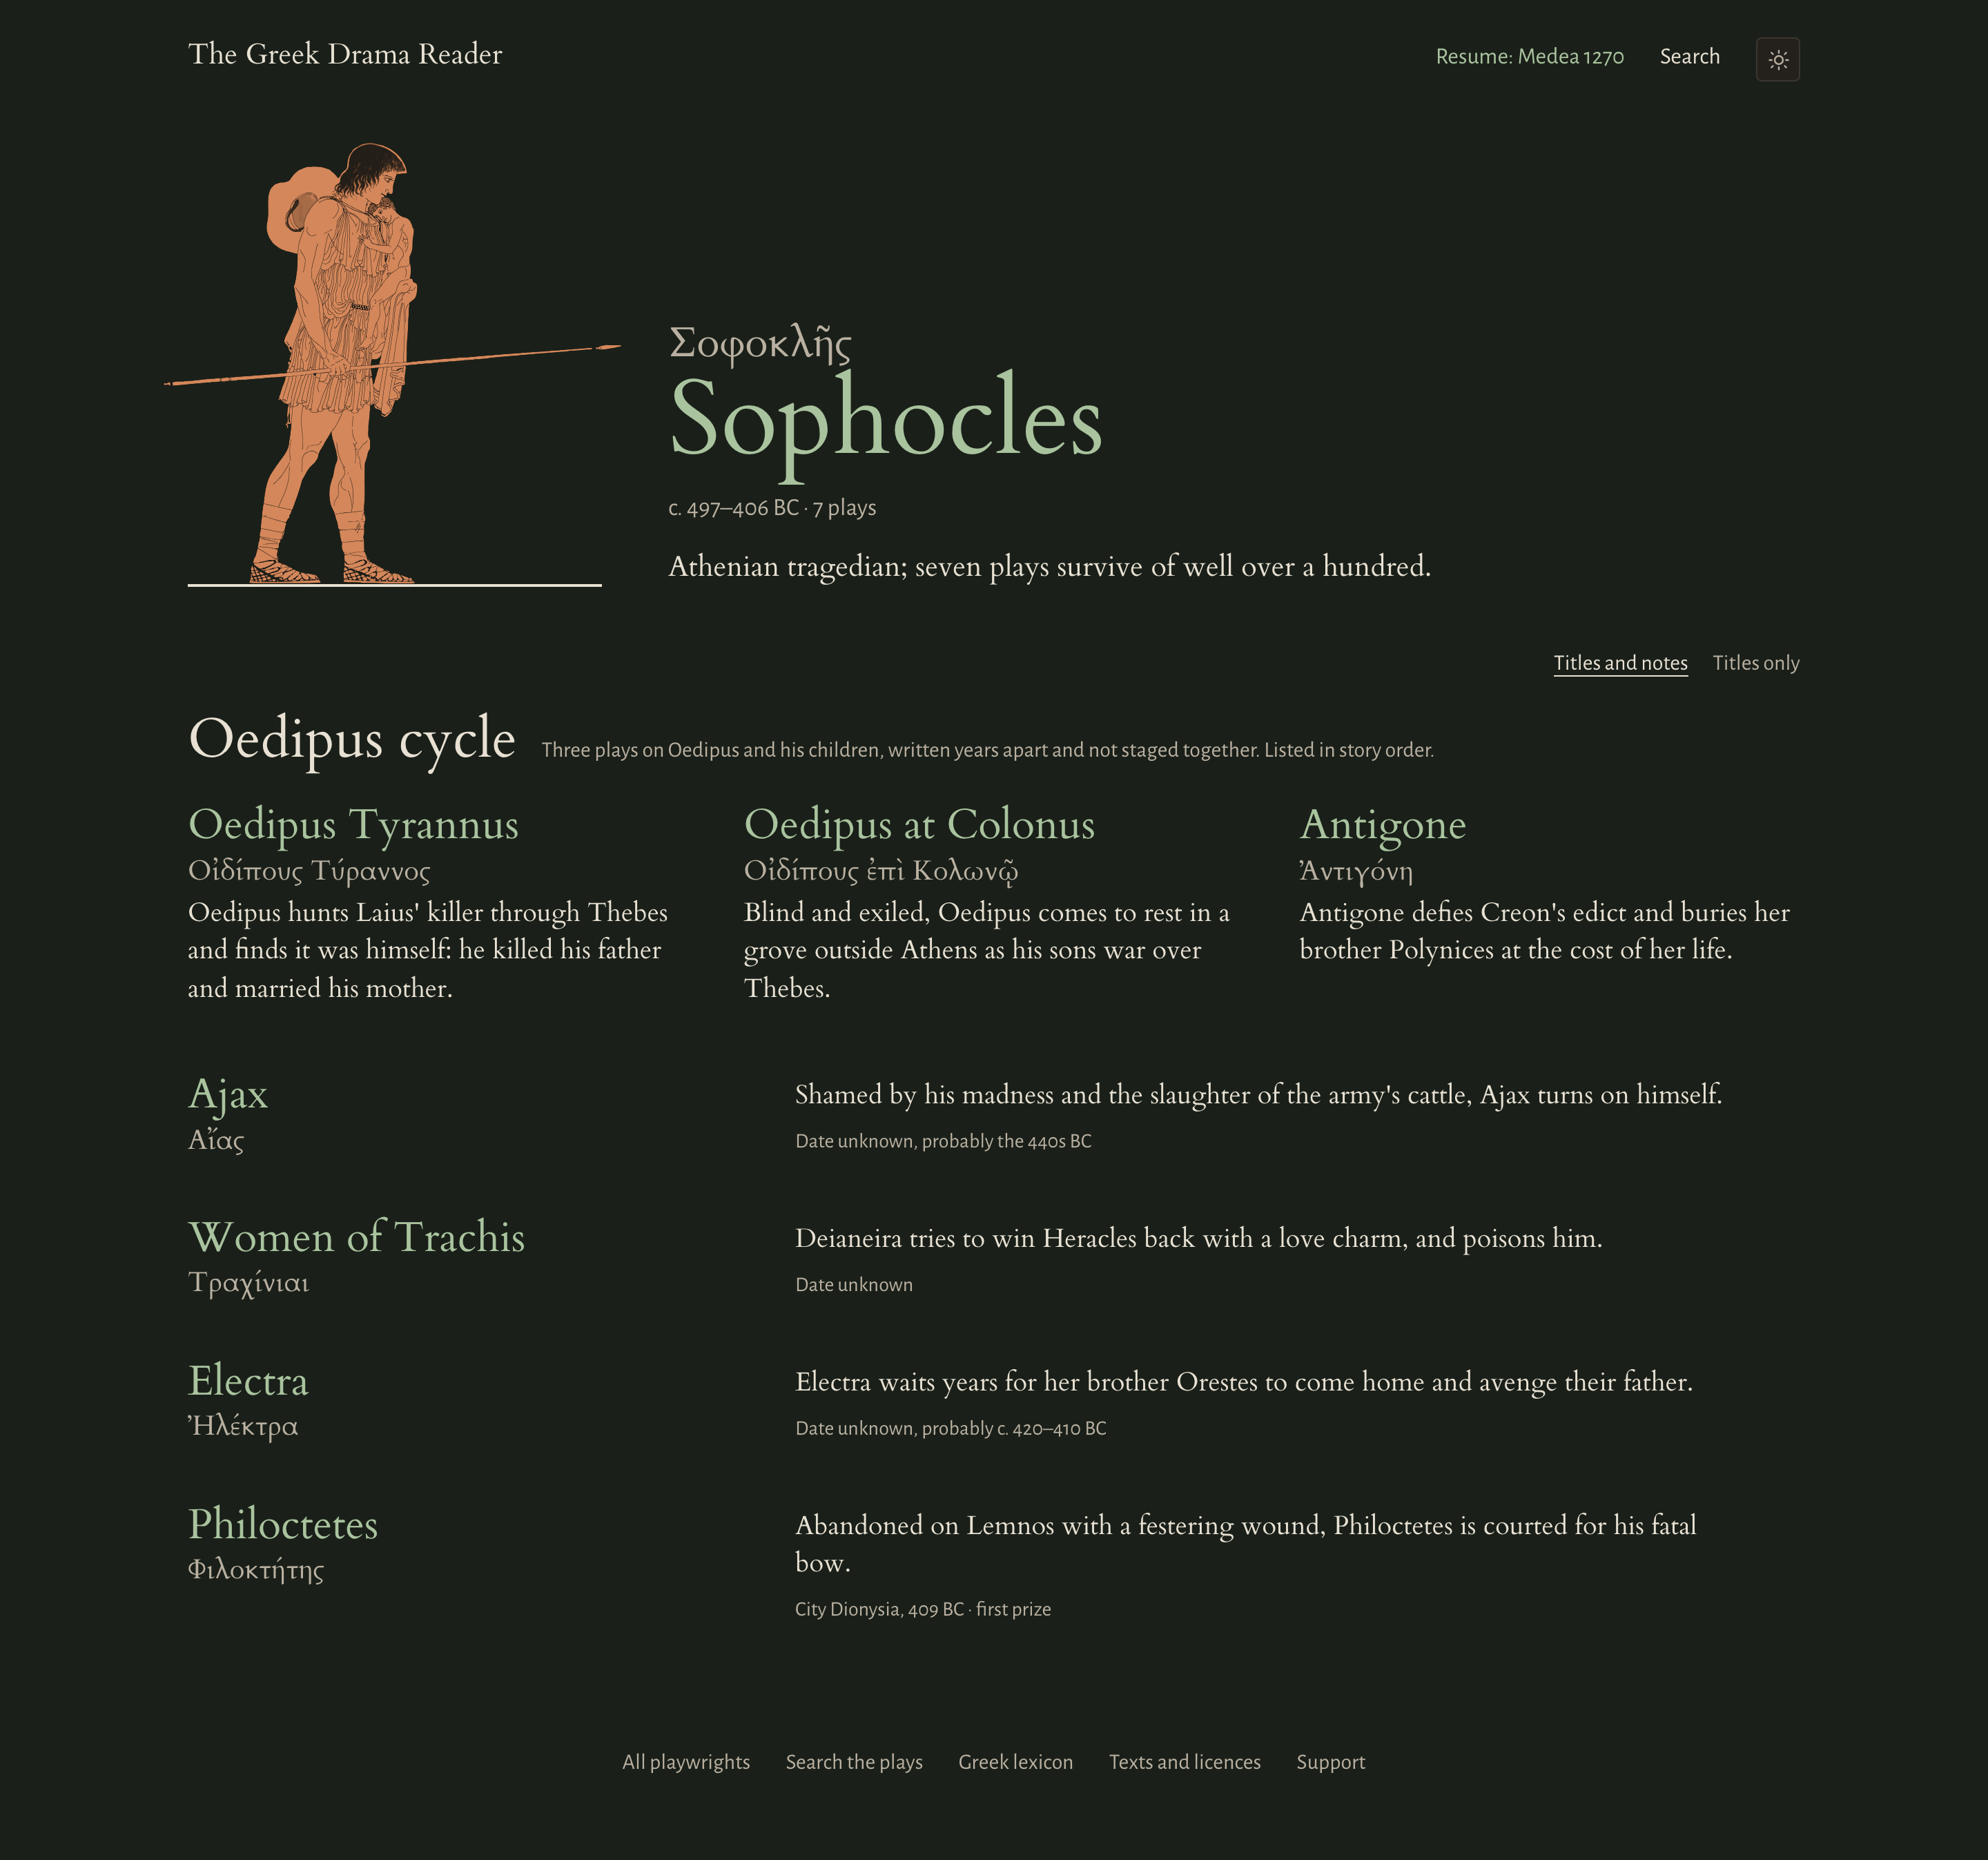 The Greek Drama Reader
Resume: Medea 1270
Search
Σοφοκλῆς
Sophocles
c. 497–406 BC · 7 plays
Athenian tragedian; seven plays survive of well over a hundred.
Titles and notes
Titles only
Oedipus cycle
Three plays on Oedipus and his children, written years apart and not staged together. Listed in story order.
Oedipus Tyrannus
Οἰδίπους Τύραννος
Oedipus hunts Laius' killer through Thebes
and finds it was himself: he killed his father
and married his mother.
Oedipus at Colonus
Οἰδίπους ἐπὶ Κολωνῷ
Blind and exiled, Oedipus comes to rest in a
grove outside Athens as his sons war over
Thebes.
Antigone
Ἀντιγόνη
Antigone defies Creon's edict and buries her
brother Polynices at the cost of her life.
Ajax
Αἴας
Shamed by his madness and the slaughter of the army's cattle, Ajax turns on himself.
Date unknown, probably the 440s BC
Women of Trachis
Τραχίνιαι
Deianeira tries to win Heracles back with a love charm, and poisons him.
Date unknown
Electra
Ἠλέκτρα
Electra waits years for her brother Orestes to come home and avenge their father.
Date unknown, probably c. 420–410 BC
Philoctetes
Φιλοκτήτης
Abandoned on Lemnos with a festering wound, Philoctetes is courted for his fatal
bow.
City Dionysia, 409 BC · first prize
All playwrights
Search the plays
Greek lexicon
Texts and licences
Support